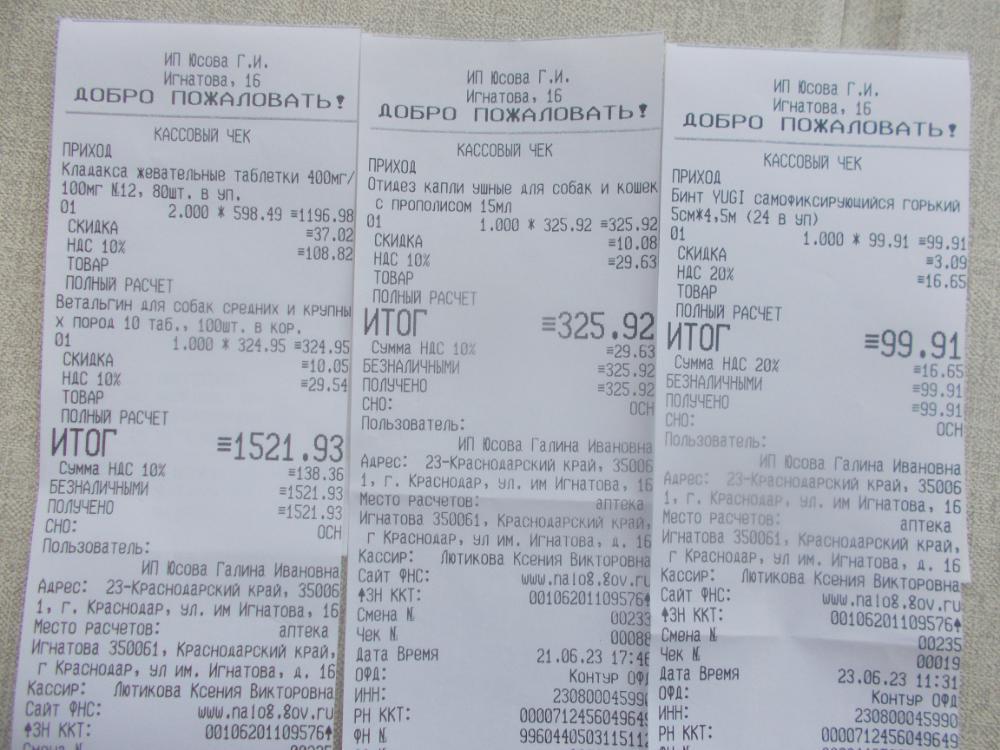 ИП Юсова Г.И.
Игнатова, 16
ДОБРО ПОЖАЛОВАТЬ!
КАССОВЫЙ ЧЕК
ПРИХОД
Кладакса жевательные таблетки 400мг/
100мг №12, 80шт. в уп.
01 2.000 * 598.49 ≡1196.98
СКИДКА ≡37.02
НДС 10% ≡108.82
ТОВАР
ПОЛНЫЙ РАСЧЕТ
Ветальгин для собак средних и крупны
х пород 10 таб., 100шт. в кор.
01 1.000 * 324.95 ≡324.95
СКИДКА ≡10.05
НДС 10% ≡29.54
ТОВАР
ПОЛНЫЙ РАСЧЕТ
ИТОГ ≡1521.93
Сумма НДС 10% ≡138.36
БЕЗНАЛИЧНЫМИ ≡1521.93
ПОЛУЧЕНО ≡1521.93
СНО: ОСН
Пользователь:
ИП Юсова Галина Ивановна
Адрес: 23-Краснодарский край, 35006
1, г. Краснодар, ул. им Игнатова, 16
Место расчетов: аптека
Игнатова 350061, Краснодарский край,
г Краснодар, ул им. Игнатова, д. 16
Кассир: Лютикова Ксения Викторовна
Сайт ФНС: www.nalog.gov.ru
↑ЗН ККТ: 00106201109576↑
ИП Юсова Г.И.
Игнатова, 16
ДОБРО ПОЖАЛОВАТЬ!
КАССОВЫЙ ЧЕК
ПРИХОД
Отидез капли ушные для собак и кошек
с прополисом 15мл
01 1.000 * 325.92 ≡325.92
СКИДКА ≡10.08
НДС 10% ≡29.63
ТОВАР
ПОЛНЫЙ РАСЧЕТ
ИТОГ ≡325.92
Сумма НДС 10% ≡29.63
БЕЗНАЛИЧНЫМИ ≡325.92
ПОЛУЧЕНО ≡325.92
СНО: ОСН
Пользователь:
ИП Юсова Галина Ивановна
Адрес: 23-Краснодарский край, 35006
1, г. Краснодар, ул. им Игнатова, 16
Место расчетов: аптека
Игнатова 350061, Краснодарский край,
г Краснодар, ул им. Игнатова, д. 16
Кассир: Лютикова Ксения Викторовна
Сайт ФНС: www.nalog.gov.ru
↑ЗН ККТ: 00106201109576↑
Смена № 00233
Чек № 00088
Дата Время 21.06.23 17:46
ОФД: Контур ОФД
ИНН: 230800045990
РН ККТ: 0000712456049649
ФН № 996044050311511
ИП Юсова Г.И.
Игнатова, 16
ДОБРО ПОЖАЛОВАТЬ!
КАССОВЫЙ ЧЕК
ПРИХОД
Бинт YUGI самофиксирующийся горький
5см*4,5м (24 в уп)
01 1.000 * 99.91 ≡99.91
СКИДКА ≡3.09
НДС 20% ≡16.65
ТОВАР
ПОЛНЫЙ РАСЧЕТ
ИТОГ ≡99.91
Сумма НДС 20% ≡16.65
БЕЗНАЛИЧНЫМИ ≡99.91
ПОЛУЧЕНО ≡99.91
СНО: ОСН
Пользователь:
ИП Юсова Галина Ивановна
Адрес: 23-Краснодарский край, 35006
1, г. Краснодар, ул. им Игнатова, 16
Место расчетов: аптека
Игнатова 350061, Краснодарский край,
г Краснодар, ул им. Игнатова, д. 16
Кассир: Лютикова Ксения Викторовна
Сайт ФНС: www.nalog.gov.ru
↑ЗН ККТ: 00106201109576↑
Смена № 00235
Чек № 00019
Дата Время 23.06.23 11:31
ОФД: Контур ОФД
ИНН: 230800045990
РН ККТ: 0000712456049649